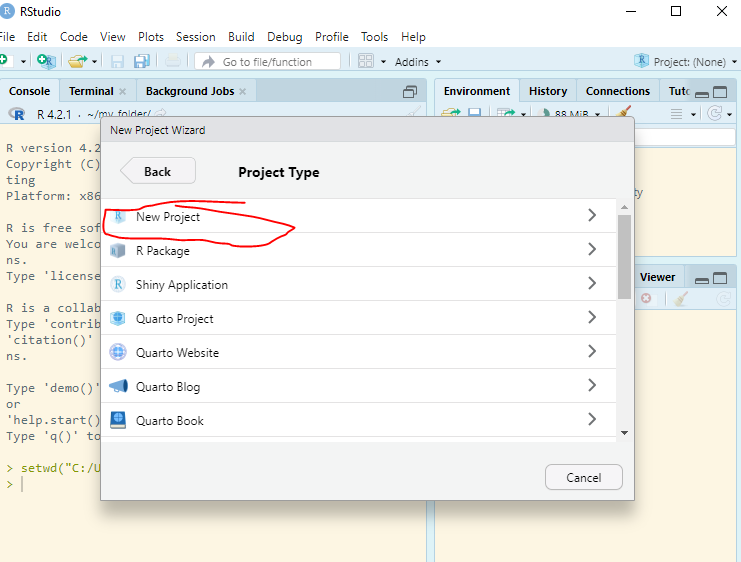 RStudio
File Edit Code View Plots Session Build Debug Profile Tools Help
Go to file/function Addins Project: (None)
Console Terminal Background Jobs Environment History Connections
R 4.2.1 · ~/my_folder/ 88 MiB
New Project Wizard
Back Project Type
New Project
R Package
Shiny Application
Quarto Project
Quarto Website
Quarto Blog
Quarto Book
Cancel
R version 4.2
Copyright (C)
ting
Platform: x86
R is free sof
You are welco
ns.
Type 'license
R is a collab
Type 'contrib
'citation()'
ns.
Type 'demo()'
or
'help.start()
Type 'q()' to
> setwd("C:/U
>
Viewer